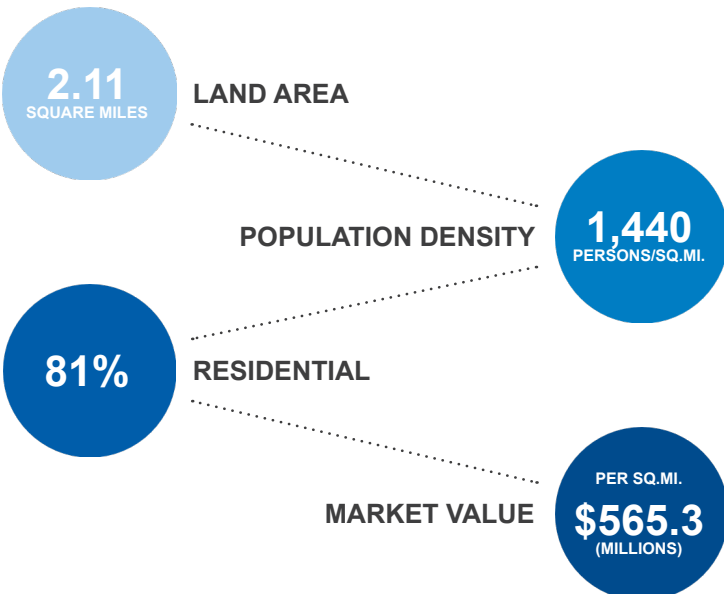 2.11
SQUARE MILES
LAND AREA
POPULATION DENSITY
1,440
PERSONS/SQ.MI.
81%
RESIDENTIAL
MARKET VALUE
PER SQ.MI.
$565.3
(MILLIONS)